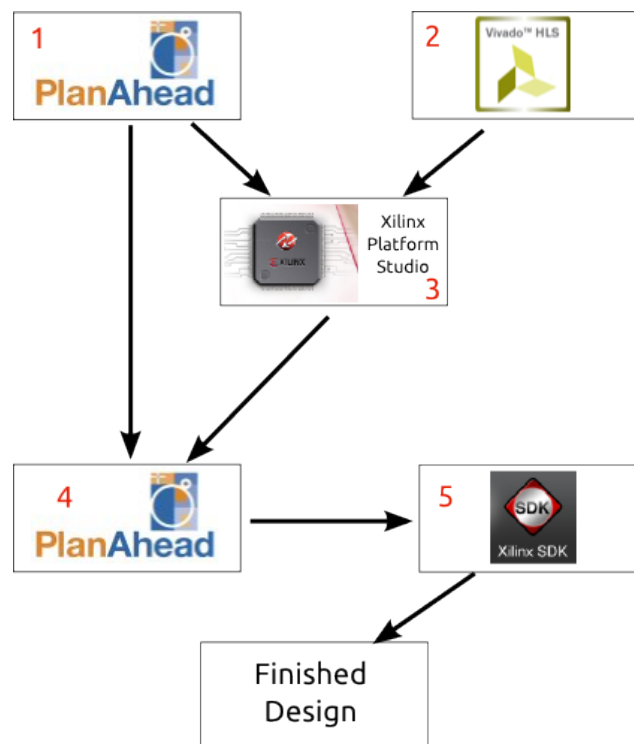 1
PlanAhead
2
Vivado™ HLS
XILINX
Xilinx
Platform
Studio
3
4
PlanAhead
5
SDK
Xilinx SDK
Finished
Design